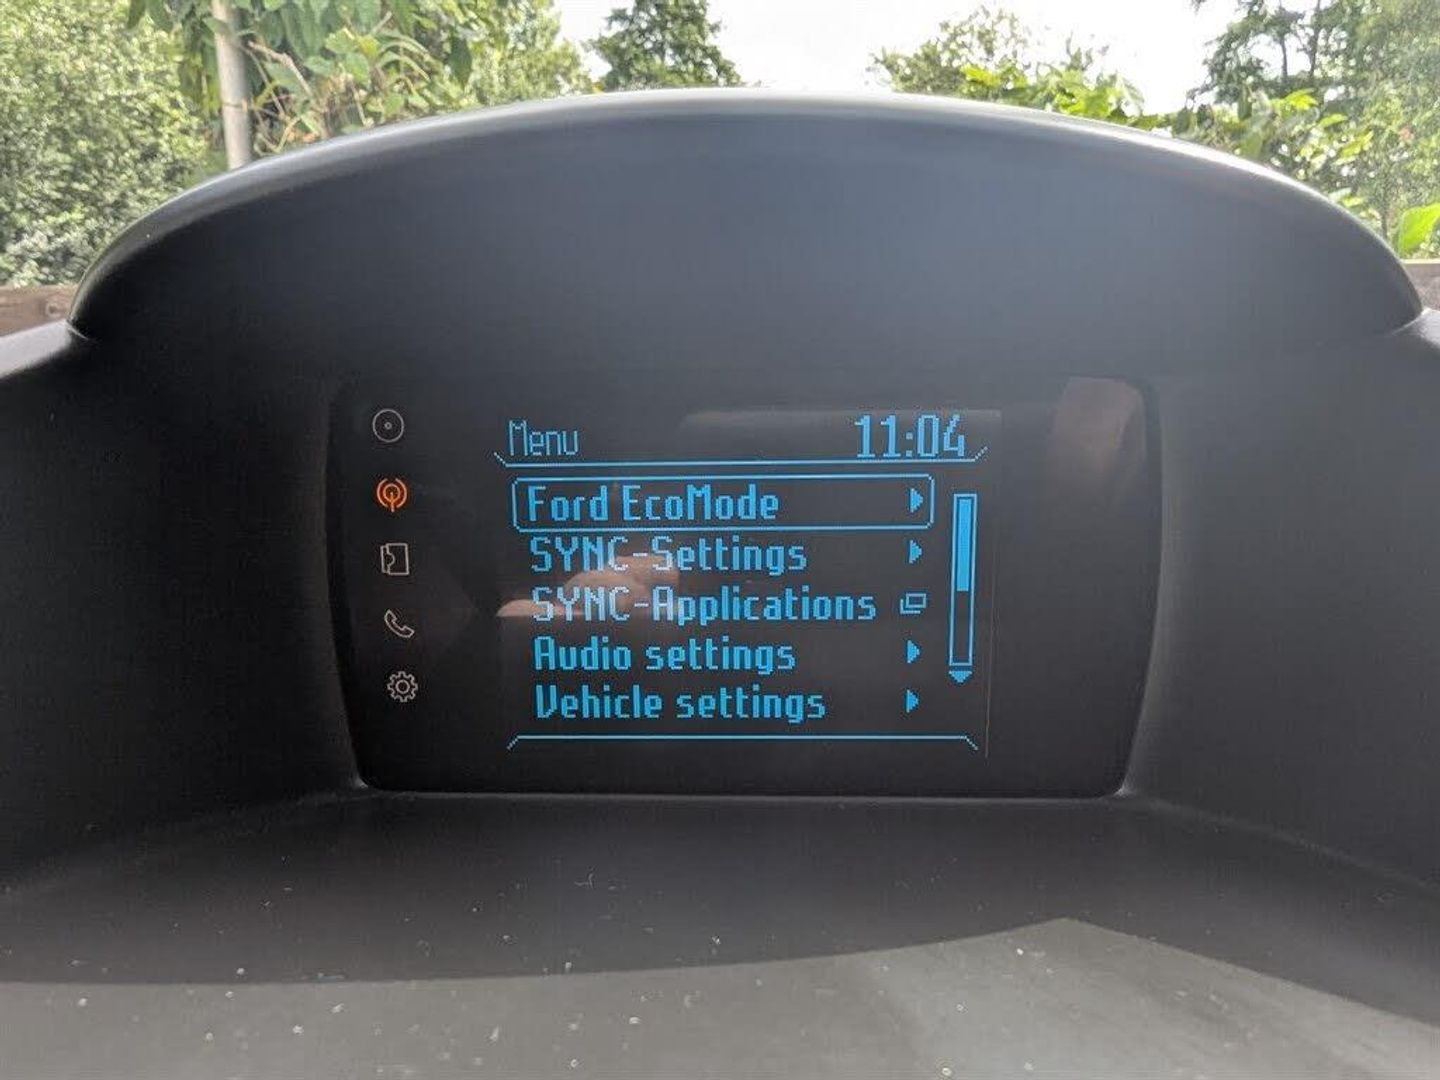 Menu 11:04
Ford EcoMode
SYNC-Settings
SYNC-Applications
Audio settings
Vehicle settings